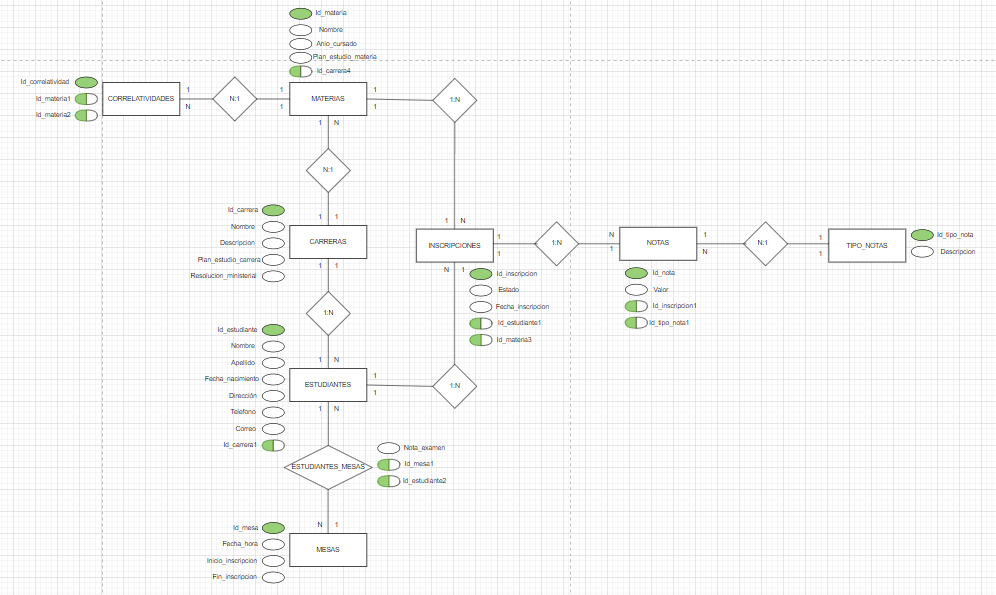 Id_materia
Nombre
Anio_cursado
Plan_estudio_materia
Id_carrera4
Id_correlatividad
Id_materia1
Id_materia2
CORRELATIVIDADES
1
N
N:1
1
1
MATERIAS
1
1
1:N
1 N
N:1
1 1
Id_carrera
Nombre
Descripcion
Plan_estudio_carrera
Resolucion_ministerial
CARRERAS
1 1
1:N
1 N
1 N
INSCRIPCIONES
1
1
N 1
Id_inscripcion
Estado
Fecha_inscripcion
Id_estudiante1
Id_materia3
1:N
N
1
NOTAS
1
N
Id_nota
Valor
Id_inscripcion1
Id_tipo_nota1
N:1
1
1
TIPO_NOTAS
Id_tipo_nota
Descripcion
Id_estudiante
Nombre
Apellido
Fecha_nacimiento
Dirección
Telefono
Correo
Id_carrera1
ESTUDIANTES
1
1
1:N
1 N
ESTUDIANTES_MESAS
Nota_examen
Id_mesa1
Id_estudiante2
N 1
Id_mesa
Fecha_hora
Inicio_inscripcion
Fin_inscripcion
MESAS